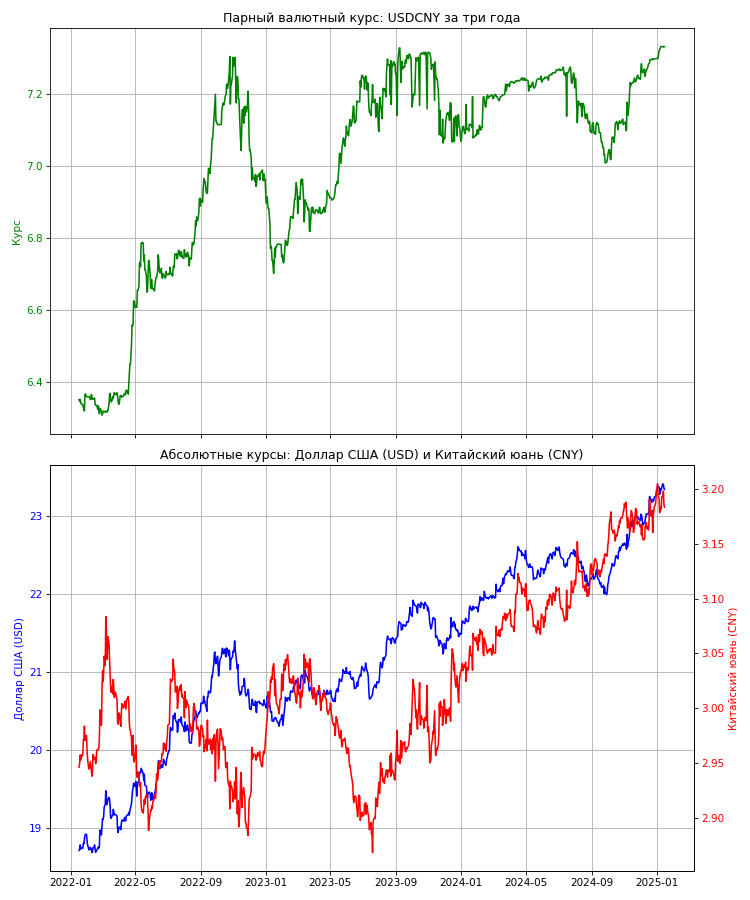 Парный валютный курс: USDCNY за три года
Курс
7.2
7.0
6.8
6.6
6.4
Абсолютные курсы: Доллар США (USD) и Китайский юань (CNY)
Доллар США (USD)
23
22
21
20
19
3.20
3.15
3.10
3.05
3.00
2.95
2.90
Китайский юань (CNY)
2022-01 2022-05 2022-09 2023-01 2023-05 2023-09 2024-01 2024-05 2024-09 2025-01